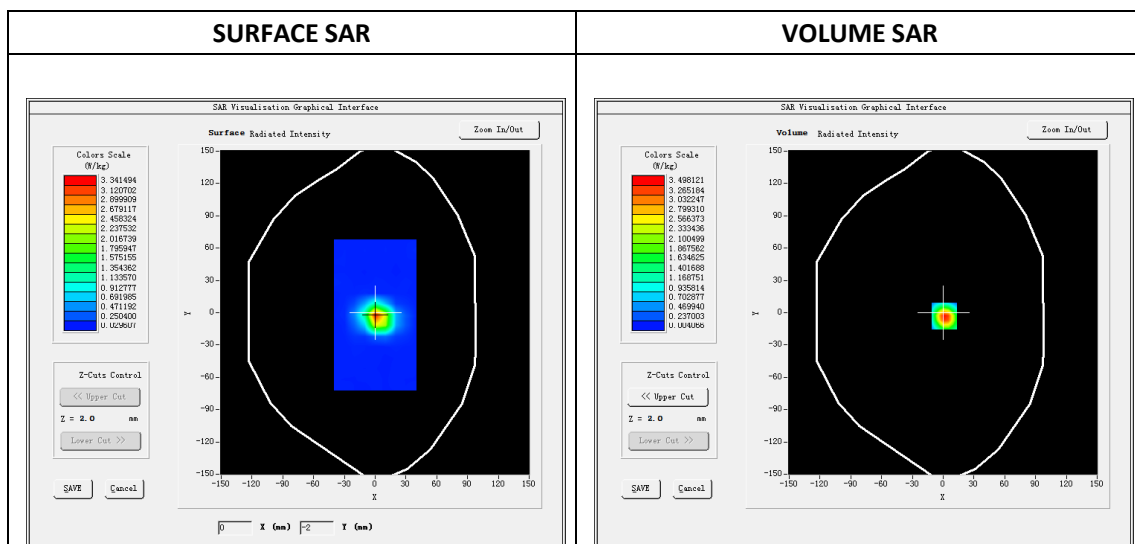 SURFACE SAR
VOLUME SAR
SAR Visualisation Graphical Interface
Surface Radiated Intensity
Zoom In/Out
Colors Scale
(W/kg)
3.341494
3.120702
2.899909
2.679117
2.458324
2.237532
2.016739
1.795947
1.575155
1.354362
1.133570
0.912777
0.691985
0.471192
0.250400
0.029607
Z-Cuts Control
<< Upper Cut
Z = 2.0 mm
Lower Cut >>
SAVE
Cancel
150
120
90
60
30
0
-30
-60
-90
-120
-150
Y
-150 -120 -90 -60 -30 0 30 60 90 120 150
X
0 X (mm) -2 Y (mm)
SAR Visualisation Graphical Interface
Volume Radiated Intensity
Zoom In/Out
Colors Scale
(W/kg)
3.498121
3.265184
3.032247
2.799310
2.566373
2.333436
2.100499
1.867562
1.634625
1.401688
1.168751
0.935814
0.702877
0.469940
0.237003
0.004066
Z-Cuts Control
<< Upper Cut
Z = 2.0 mm
Lower Cut >>
SAVE
Cancel
150
120
90
60
30
0
-30
-60
-90
-120
-150
Y
-150 -120 -90 -60 -30 0 30 60 90 120 150
X